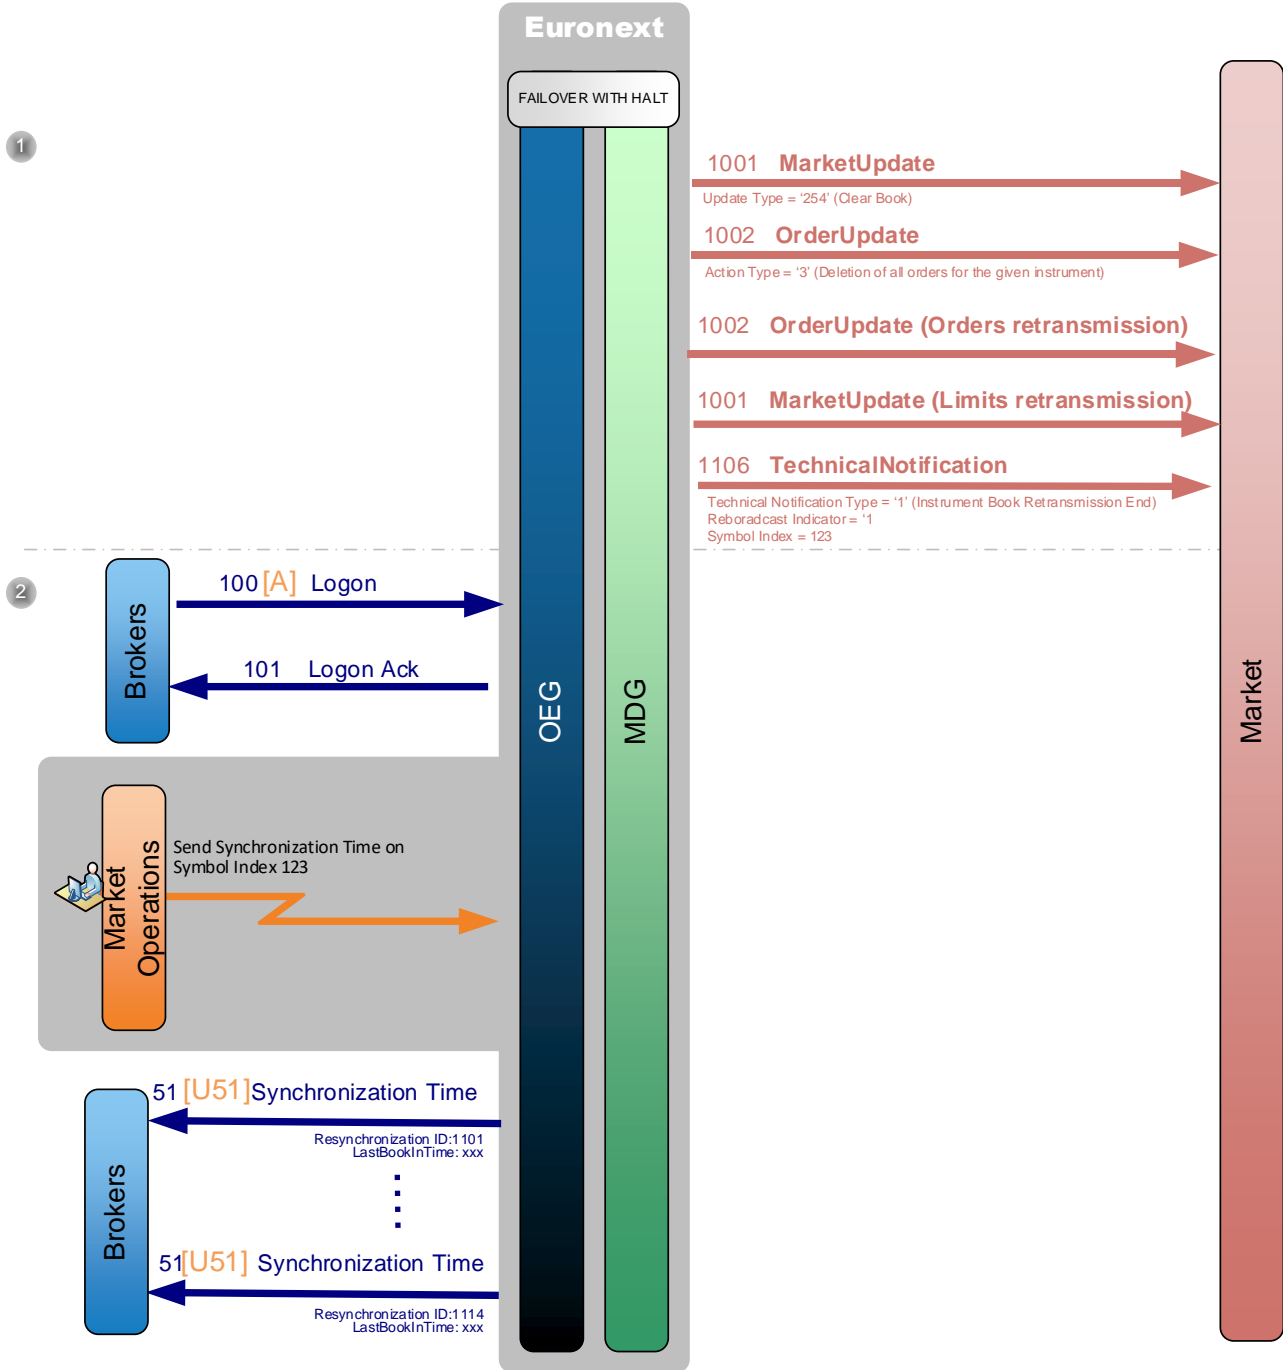 Euronext
FAILOVER WITH HALT
1
1001 MarketUpdate
Update Type = ‘254’ (Clear Book)
1002 OrderUpdate
Action Type = ‘3’ (Deletion of all orders for the given instrument)
1002 OrderUpdate (Orders retransmission)
1001 MarketUpdate (Limits retransmission)
1106 TechnicalNotification
Technical Notification Type = ‘1’ (Instrument Book Retransmission End)
Reboradcast Indicator = ‘1
Symbol Index = 123
2
Brokers
100 [A] Logon
101 Logon Ack
OEG
MDG
Market
Market
Operations
Send Synchronization Time on
Symbol Index 123
Brokers
51 [U51] Synchronization Time
Resynchronization ID:1101
LastBookInTime: xxx
51 [U51] Synchronization Time
Resynchronization ID:1114
LastBookInTime: xxx